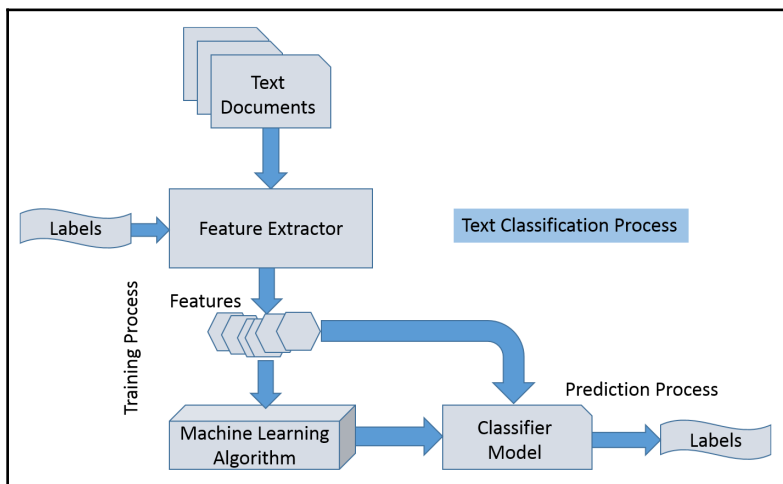 Text
Documents
Labels
Feature Extractor
Text Classification Process
Features
Training Process
Prediction Process
Machine Learning
Algorithm
Classifier
Model
Labels